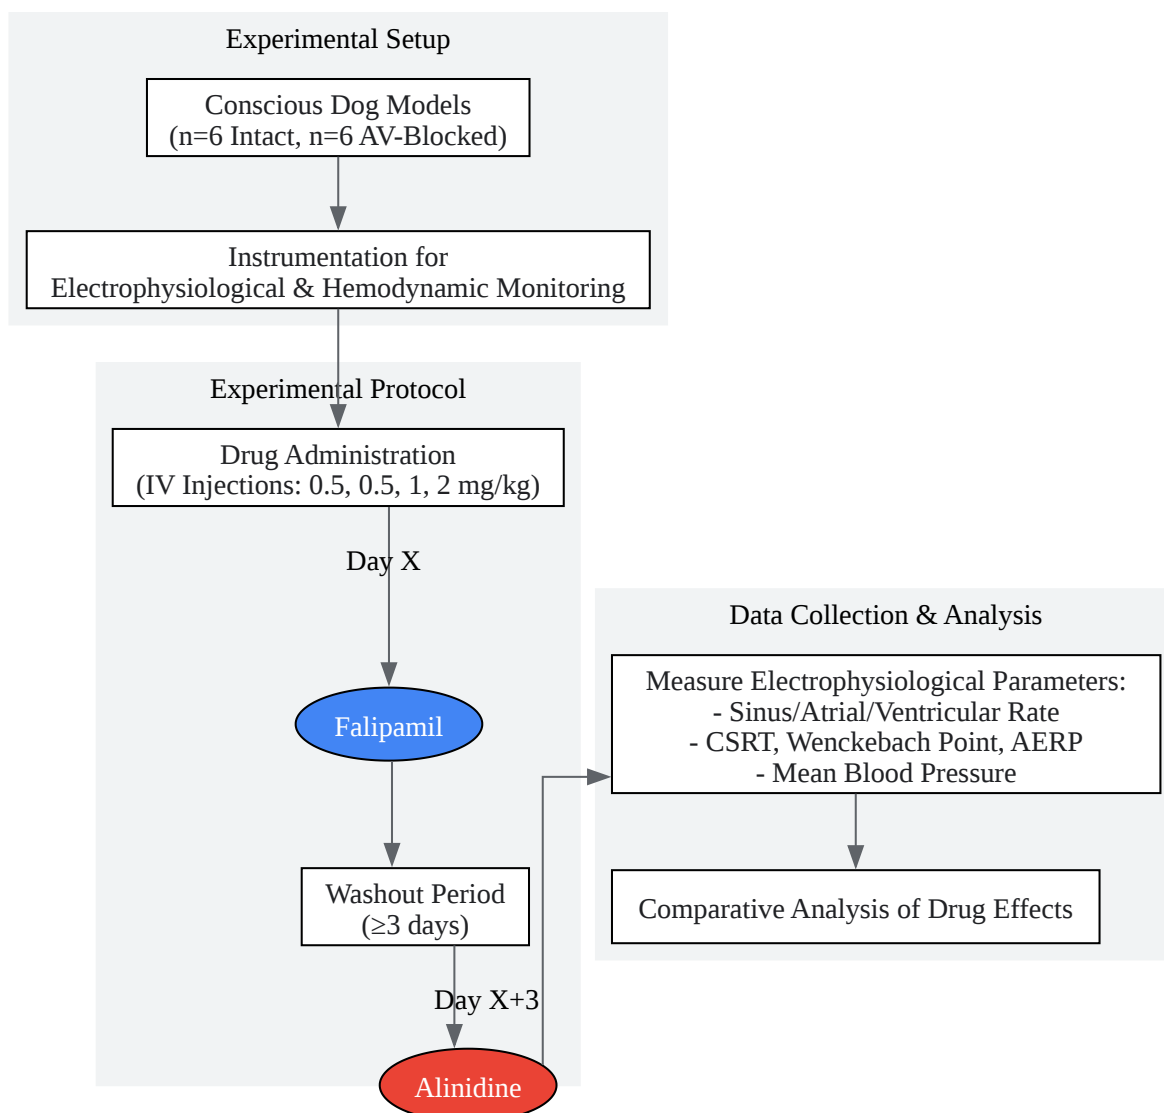 Experimental Setup
Conscious Dog Models
(n=6 Intact, n=6 AV-Blocked)
Instrumentation for
Electrophysiological & Hemodynamic Monitoring
Experimental Protocol
Drug Administration
(IV Injections: 0.5, 0.5, 1, 2 mg/kg)
Day X
Falipamil
Washout Period
(≥3 days)
Day X+3
Alinidine
Data Collection & Analysis
Measure Electrophysiological Parameters:
- Sinus/Atrial/Ventricular Rate
- CSRT, Wenckebach Point, AERP
- Mean Blood Pressure
Comparative Analysis of Drug Effects